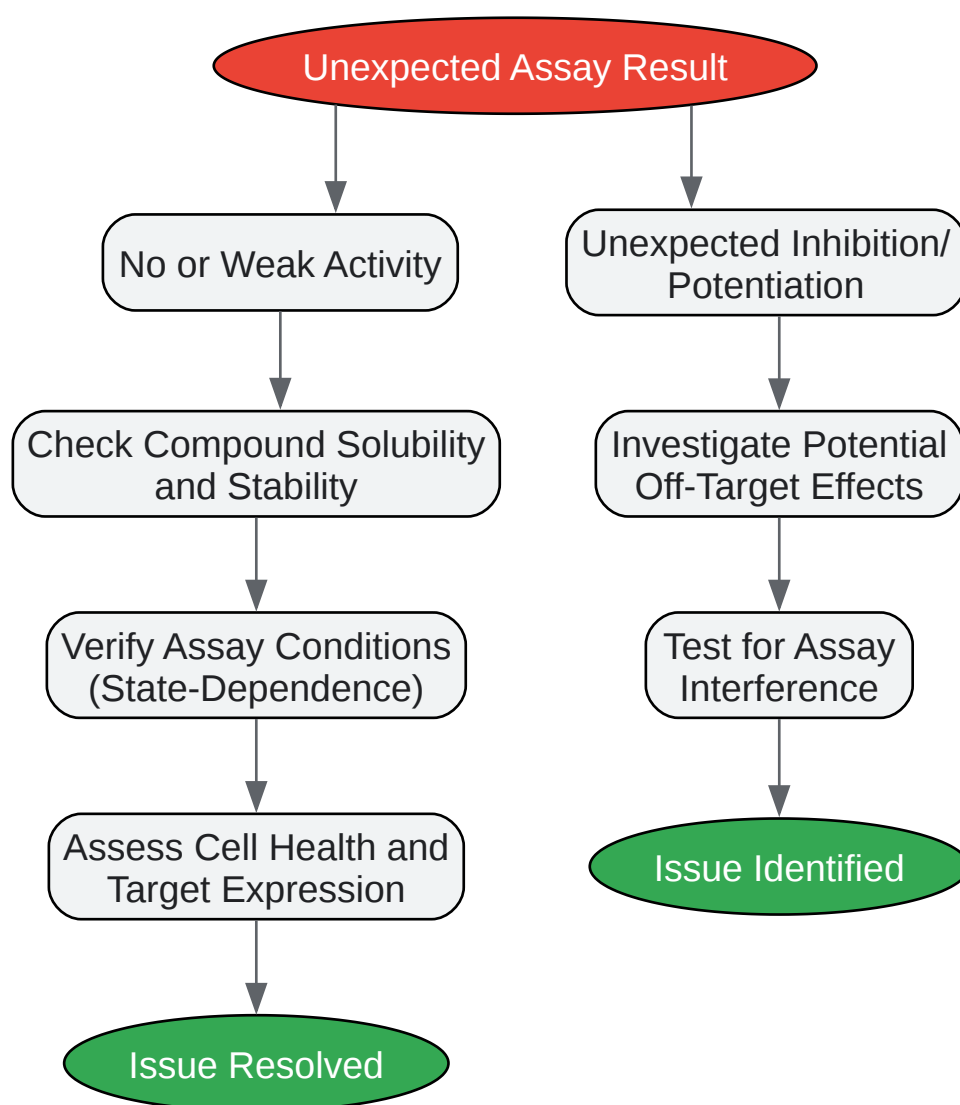 Unexpected Assay Result
No or Weak Activity
Unexpected Inhibition/
Potentiation
Check Compound Solubility
and Stability
Investigate Potential
Off-Target Effects
Verify Assay Conditions
(State-Dependence)
Test for Assay
Interference
Assess Cell Health and
Target Expression
Issue Identified
Issue Resolved